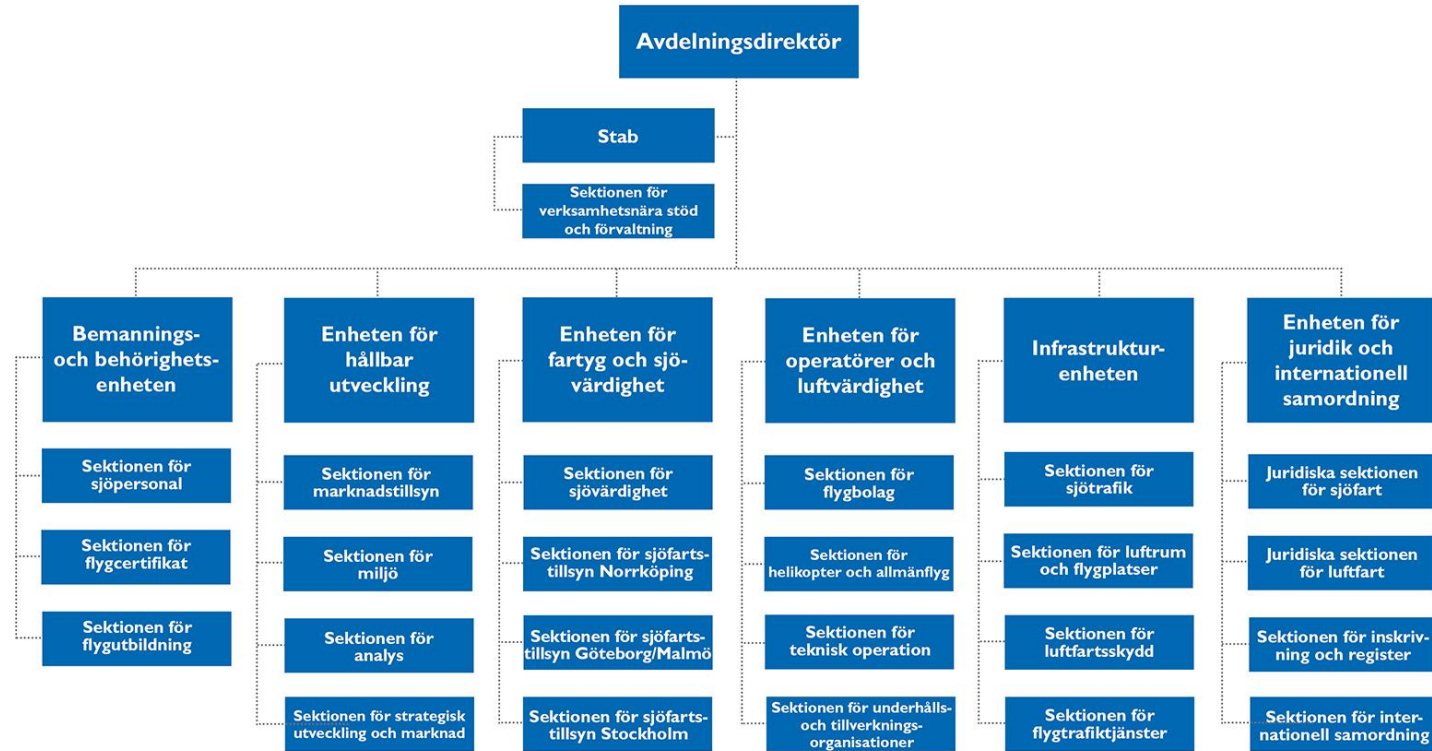 Avdelningsdirektör
Stab
Sektionen för
verksamhetsnära stöd
och förvaltning
Bemannings-
och behörighets-
enheten
Sektionen för
sjöpersonal
Sektionen för
flygcertifikat
Sektionen för
flygutbildning
Enheten för
hållbar
utveckling
Sektionen för
marknadstillsyn
Sektionen för
miljö
Sektionen för
analys
Sektionen för strategisk
utveckling och marknad
Enheten för
fartyg och sjö-
värdighet
Sektionen för
sjövärdighet
Sektionen för sjöfarts-
tillsyn Norrköping
Sektionen för sjöfarts-
tillsyn Göteborg/Malmö
Sektionen för sjöfarts-
tillsyn Stockholm
Enheten för
operatörer och
luftvärdighet
Sektionen för
flygbolag
Sektionen för
helikopter och allmänflyg
Sektionen för
teknisk operation
Sektionen för underhålls-
och tillverknings-
organisationer
Infrastruktur-
enheten
Sektionen för
sjötrafik
Sektionen för luftrum
och flygplatser
Sektionen för
luftfartsskydd
Sektionen för
flygtrafiktjänster
Enheten för
juridik och
internationell
samordning
Juridiska sektionen
för sjöfart
Juridiska sektionen
för luftfart
Sektionen för inskriv-
ning och register
Sektionen för inter-
nationell samordning